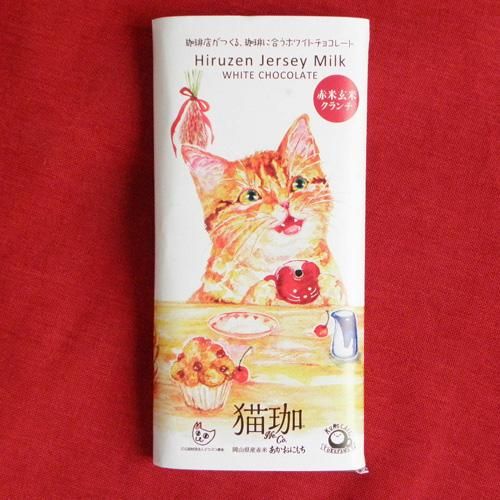 珈琲店がつくる、珈琲に合うホワイトチョコレート
Hiruzen Jersey Milk
WHITE CHOCOLATE
赤米玄米
クランチ
猫珈
Ne. Co.
岡山県産赤米 あかおにもち